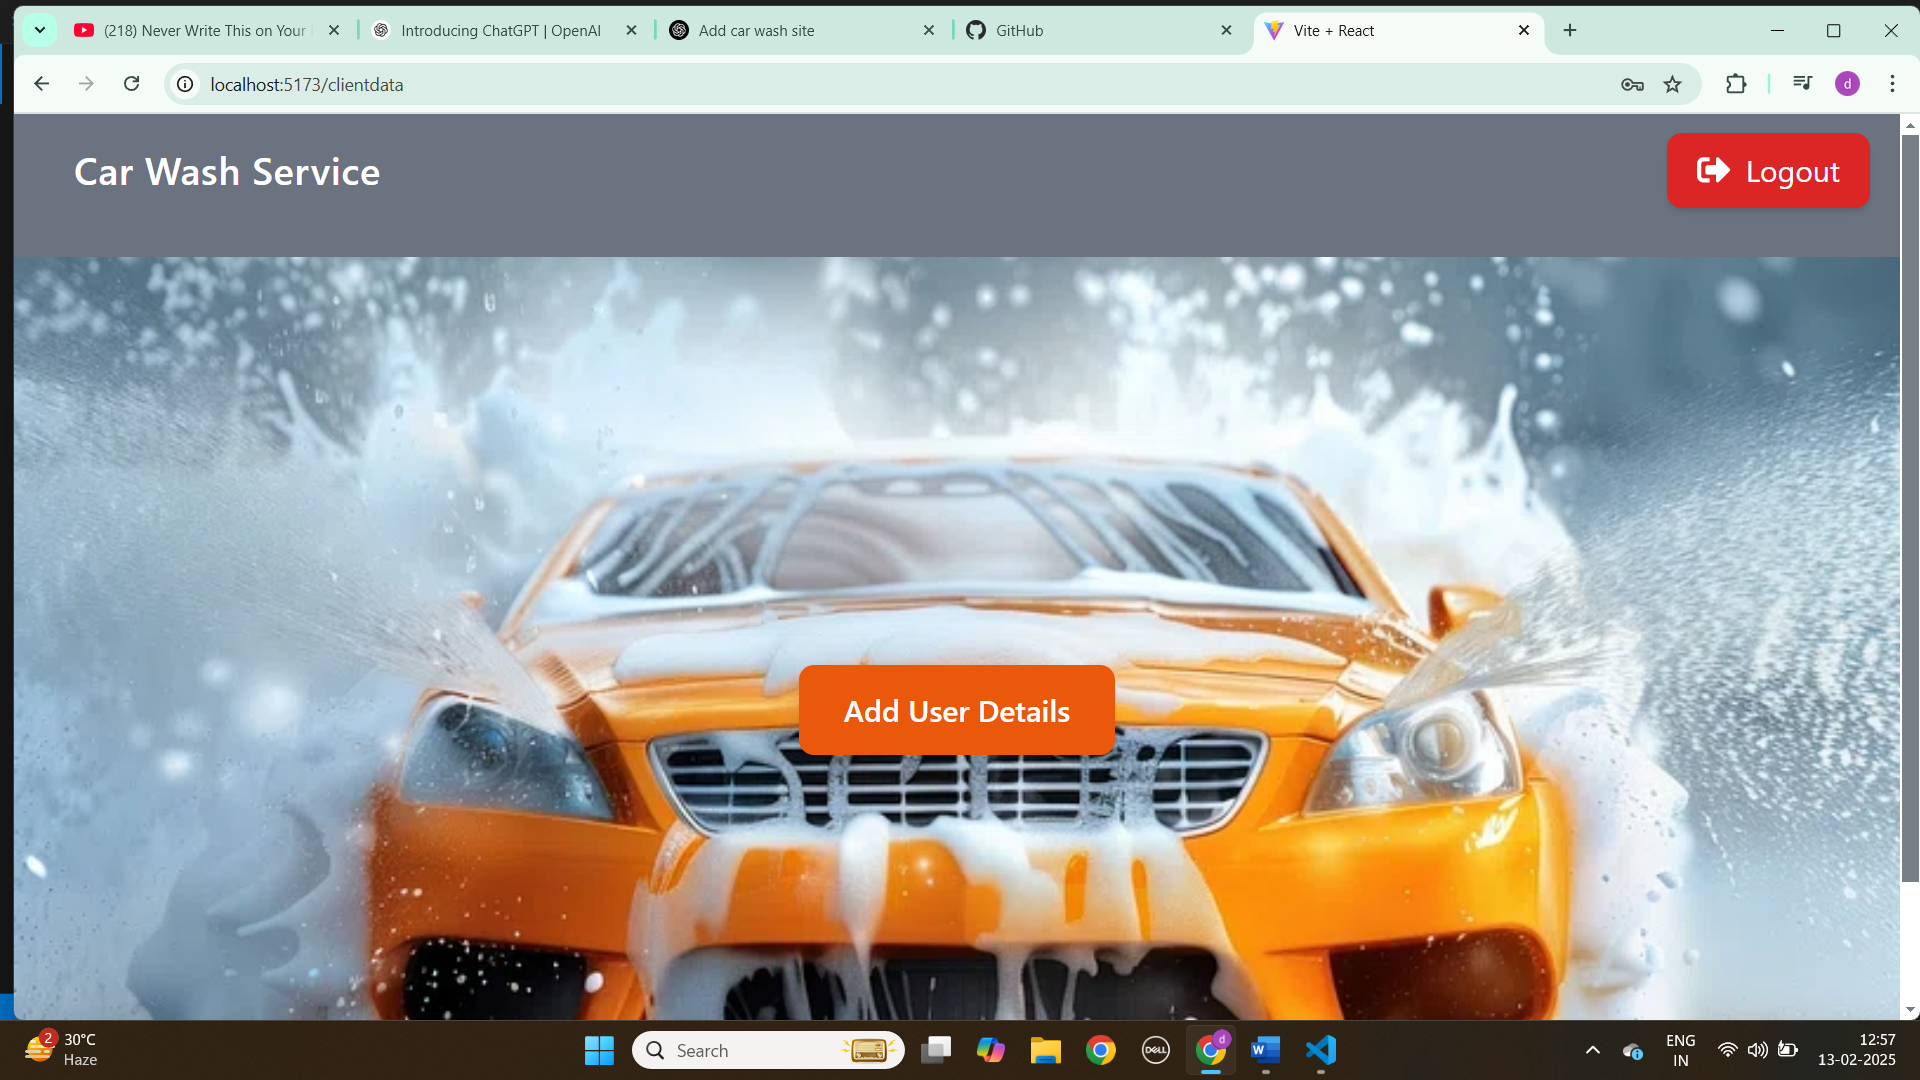 (218) Never Write This on Your
Introducing ChatGPT | OpenAI
Add car wash site
GitHub
Vite + React
localhost:5173/clientdata
d
Car Wash Service
Logout
Add User Details
2
30°C
Haze
Search
DELL
d
W
ENG
IN
12:57
13-02-2025